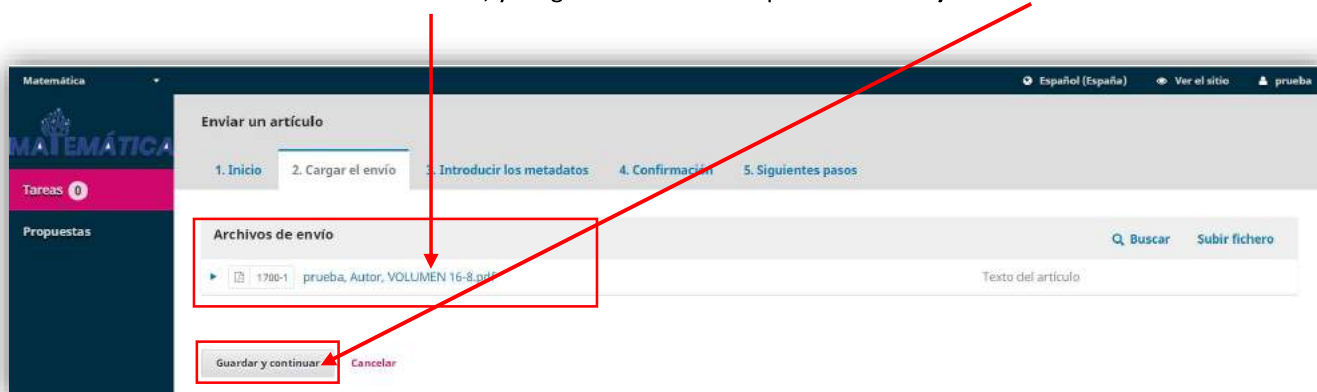 Matemática
Español (España) Ver el sitio prueba
MATEMÁTICA
Enviar un artículo
1. Inicio 2. Cargar el envío 3. Introducir los metadatos 4. Confirmación 5. Siguientes pasos
Tareas 0
Propuestas
Archivos de envío
Buscar Subir fichero
1700-1 prueba, Autor, VOLUMEN 16-8.pdf
Texto del artículo
Guardar y continuar Cancelar